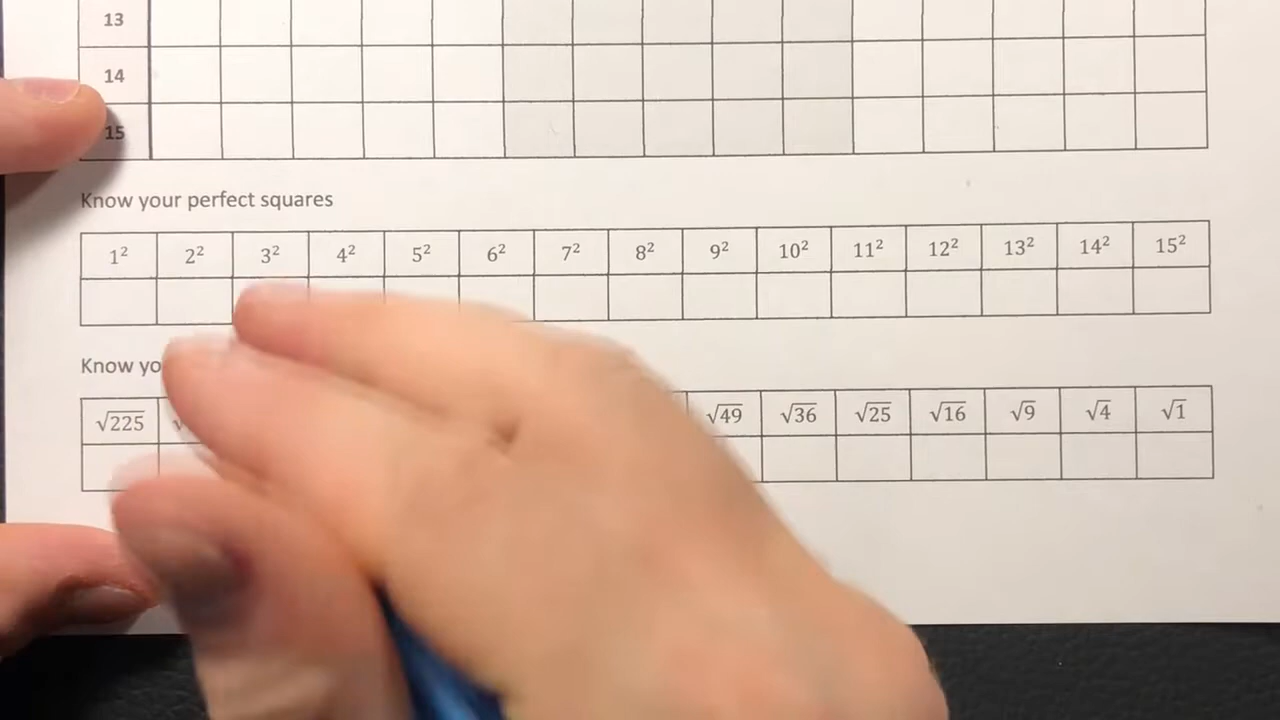 13
14
15
Know your perfect squares
1² 2² 3² 4² 5² 6² 7² 8² 9² 10² 11² 12² 13² 14² 15²
Know
√225 √49 √36 √25 √16 √9 √4 √1